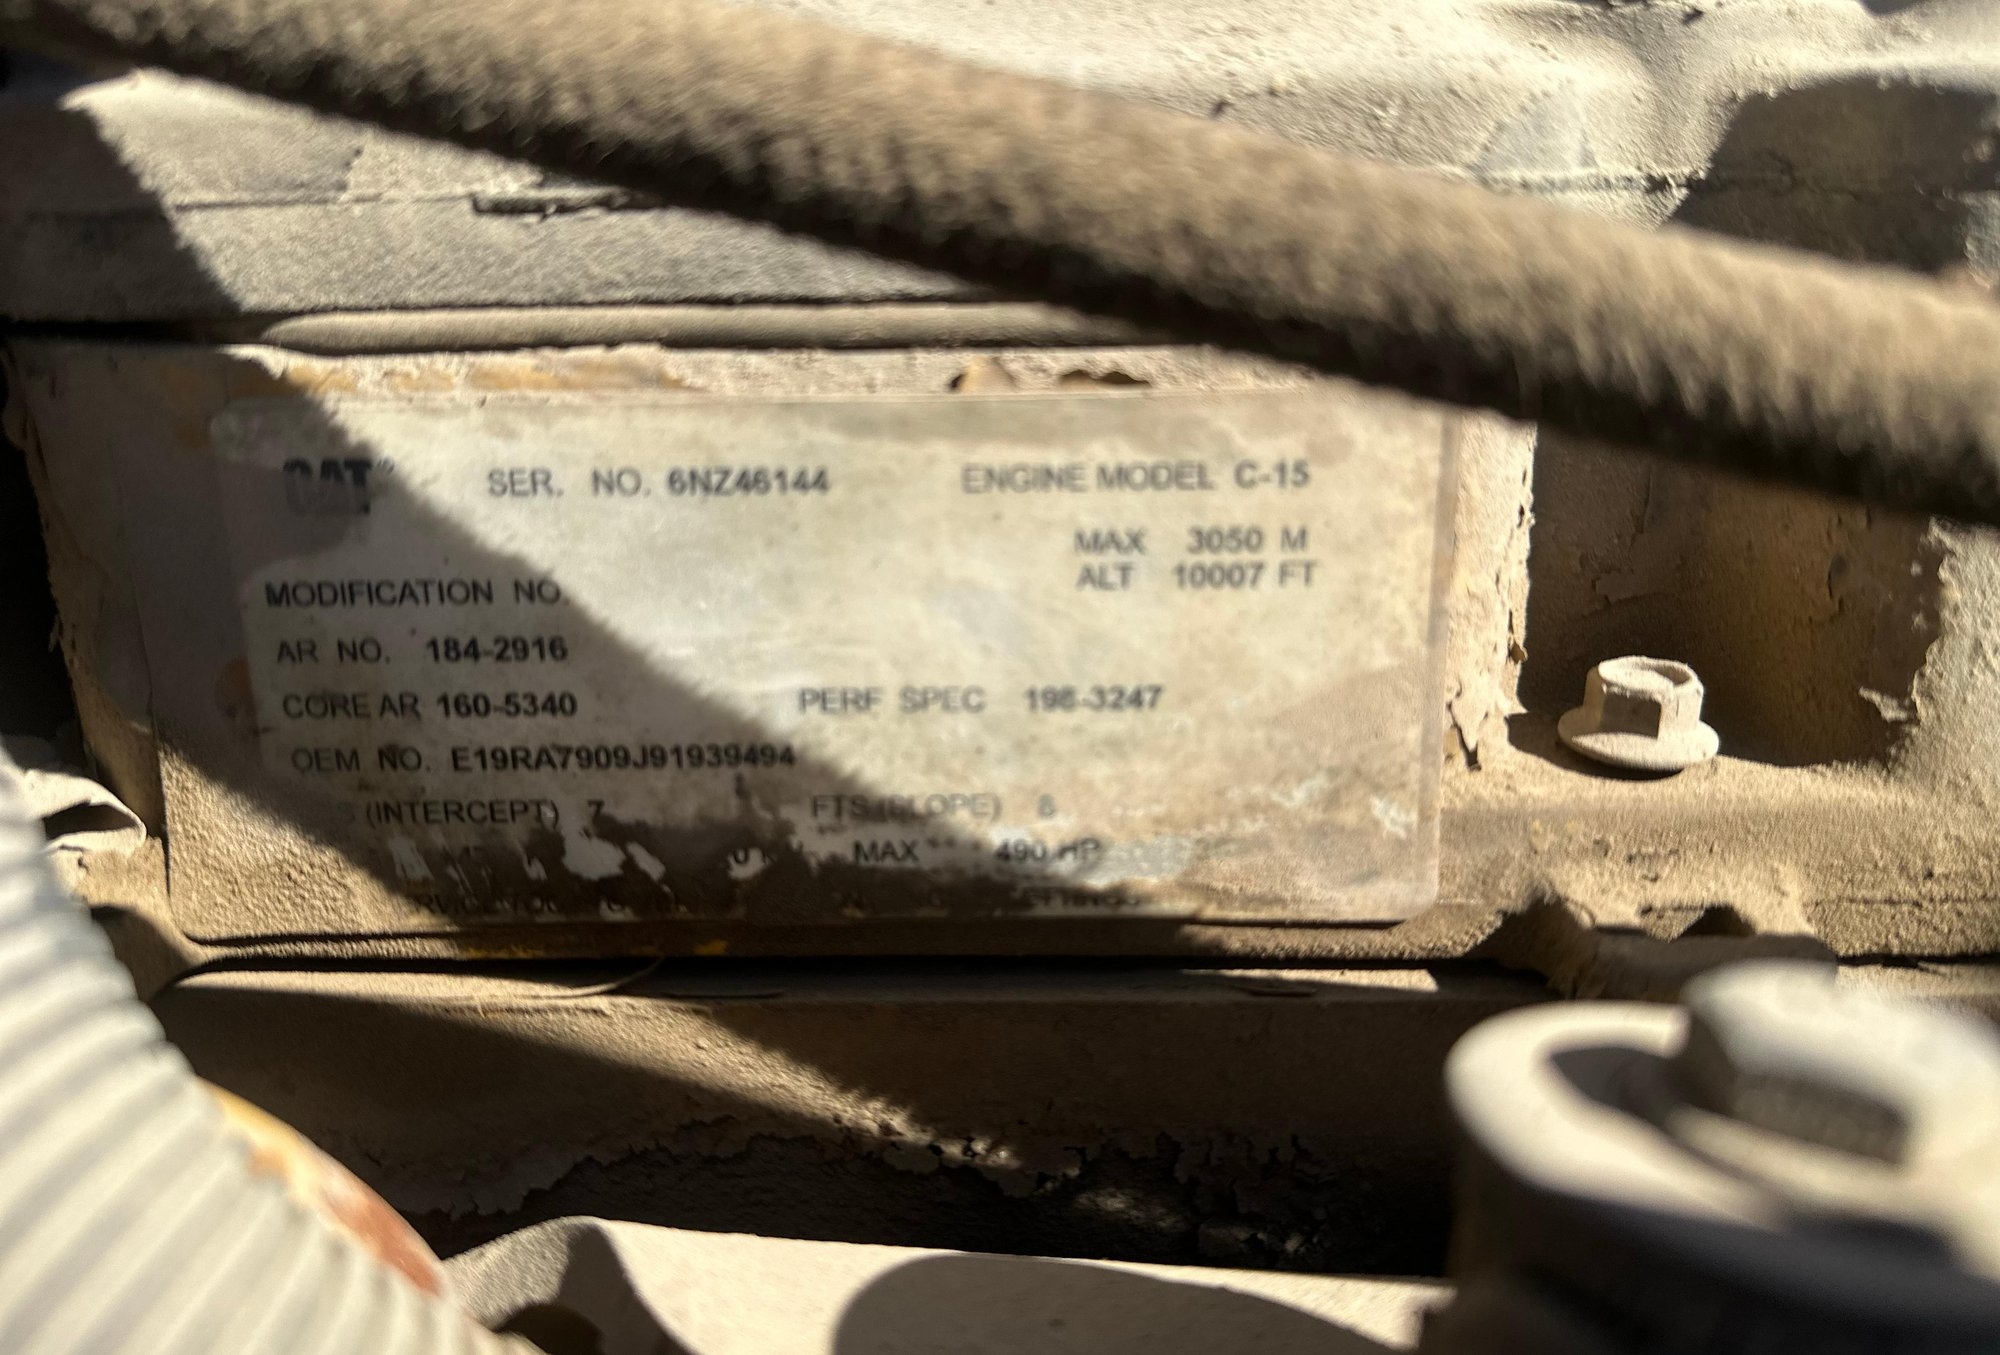 CAT® SER. NO. 6NZ46144 ENGINE MODEL C-15
MAX 3050 M
ALT 10007 FT
MODIFICATION NO.
AR NO. 184-2916
CORE AR 160-5340 PERF SPEC 198-3247
OEM NO. E19RA7909J91939494
(INTERCEPT) 7 FTS (SLOPE) 8
MAX 490 HP